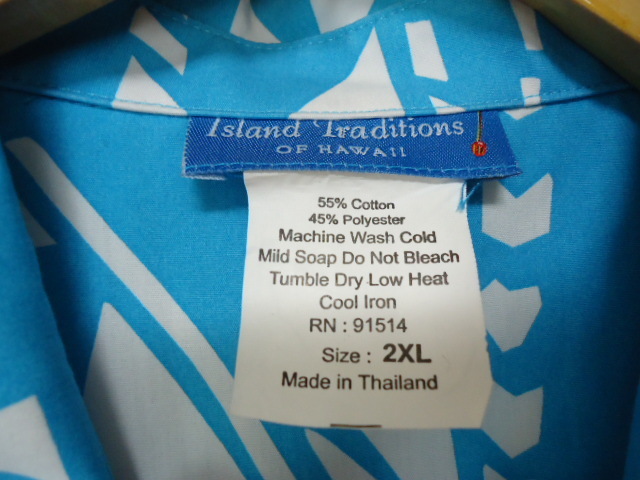 Island Traditions
OF HAWAII
55% Cotton
45% Polyester
Machine Wash Cold
Mild Soap Do Not Bleach
Tumble Dry Low Heat
Cool Iron
RN : 91514
Size : 2XL
Made in Thailand